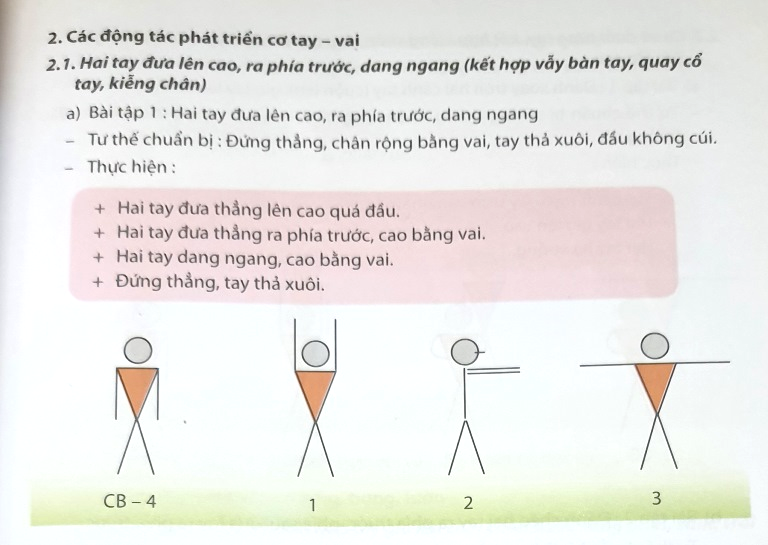 2. Các động tác phát triển cơ tay – vai
2.1. Hai tay đưa lên cao, ra phía trước, dang ngang (kết hợp vẫy bàn tay, quay cổ
tay, kiễng chân)
a) Bài tập 1 : Hai tay đưa lên cao, ra phía trước, dang ngang
– Tư thế chuẩn bị : Đứng thẳng, chân rộng bằng vai, tay thả xuôi, đầu không cúi.
– Thực hiện :
+ Hai tay đưa thẳng lên cao quá đầu.
+ Hai tay đưa thẳng ra phía trước, cao bằng vai.
+ Hai tay dang ngang, cao bằng vai.
+ Đứng thẳng, tay thả xuôi.
CB – 4 1 2 3